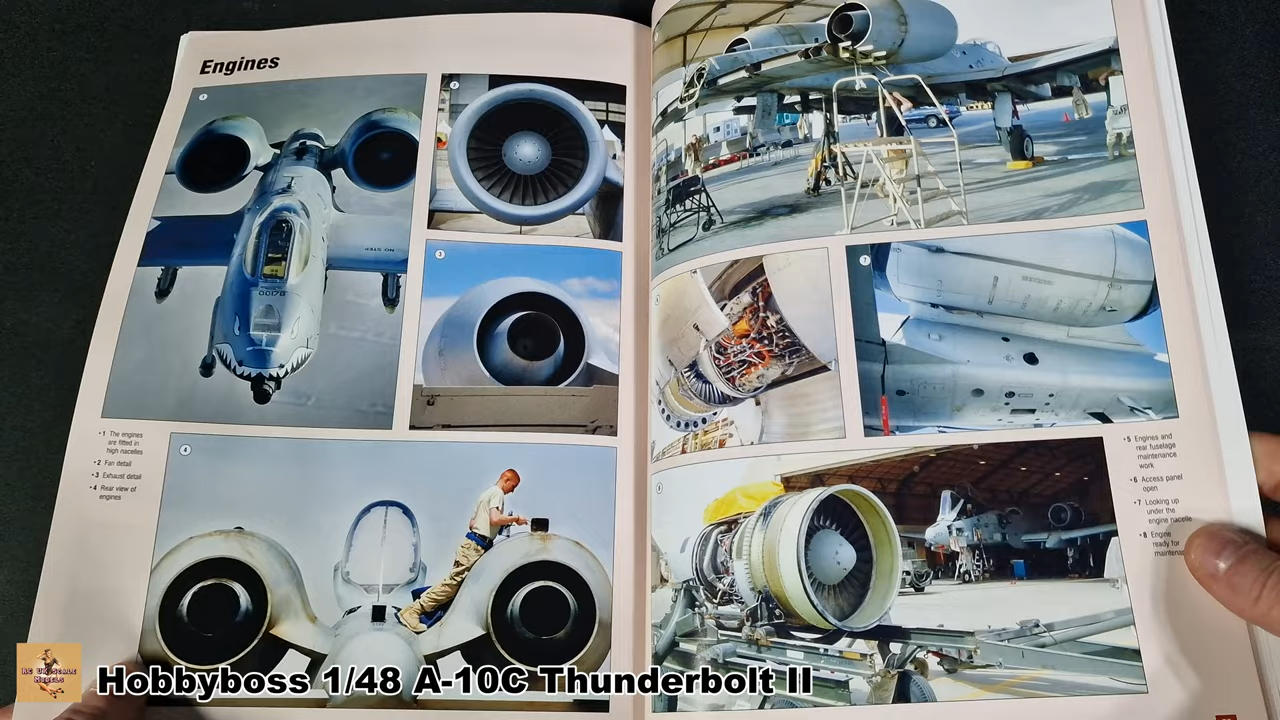 Engines
1
2
3
• 1 The engines
are fitted in
high nacelles
• 2 Fan detail
• 3 Exhaust detail
• 4 Rear view of
engines
4
7
• 5 Engines and
rear fuselage
maintenance
work
• 6 Access panel
open
• 7 Looking up
under the
engine nacelle
• 8 Engine
ready for
NO STEP
Hobbyboss 1/48 A-10C Thunderbolt II